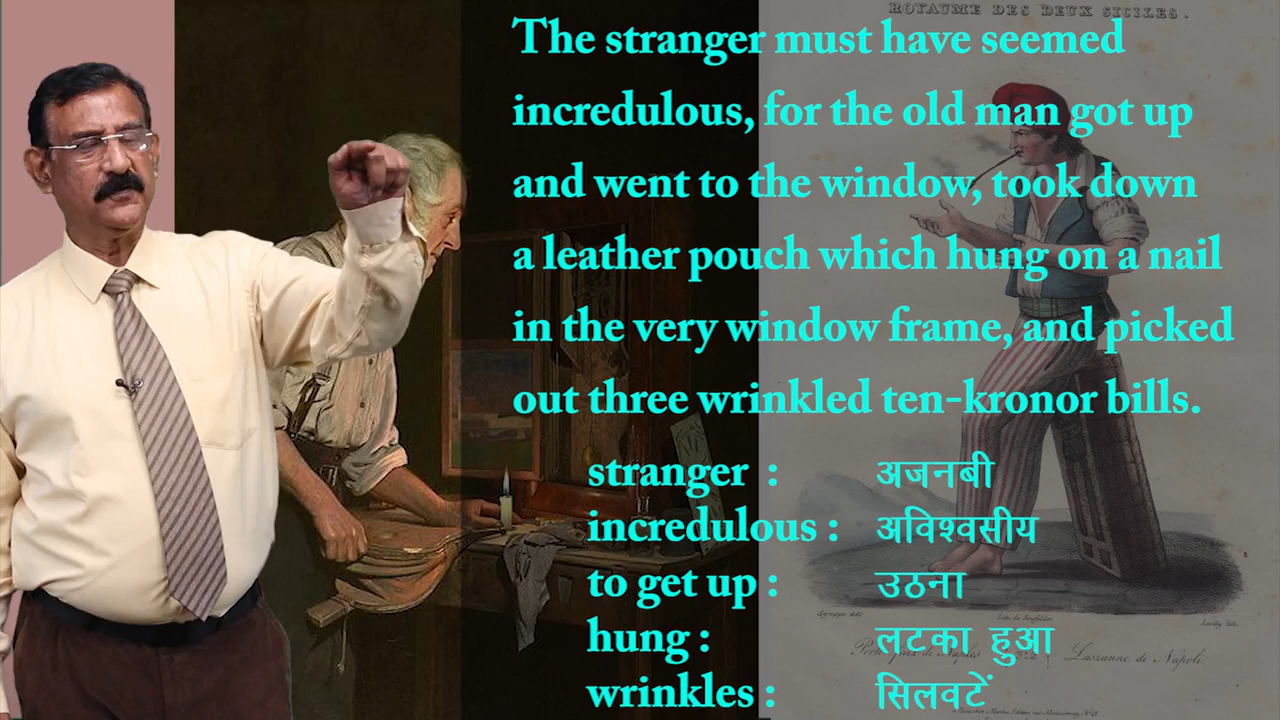 ROYAUME DES DEUX SICILES.
The stranger must have seemed
incredulous, for the old man got up
and went to the window, took down
a leather pouch which hung on a nail
in the very window frame, and picked
out three wrinkled ten-kronor bills.
stranger : अजनबी
incredulous : अविश्वसीय
to get up : उठना
hung : लटका हुआ
wrinkles : सिलवटें